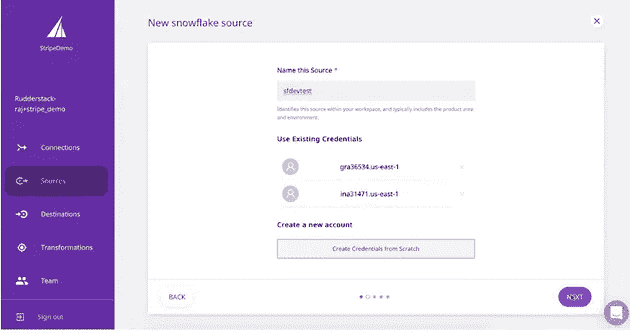 New snowflake source
StripeDemo
Rudderstack-
raj+stripe_demo
Connections
Sources
Destinations
Transformations
Team
Sign out
Name this Source *
sfdevtest
Identifies this source within your workspace, and typically includes the product area
and environment.
Use Existing Credentials
gra36534.us-east-1
ina31471.us-east-1
Create a new account
Create Credentials from Scratch
BACK
NEXT